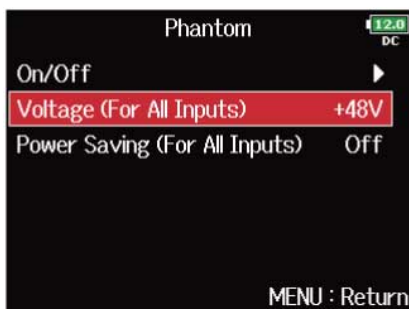 Phantom
12.0
DC
On/Off
Voltage (For All Inputs) +48V
Power Saving (For All Inputs) Off
MENU : Return